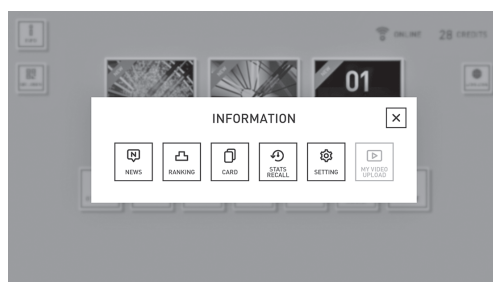 ONLINE 28 CREDITS
01
INFORMATION
NEWS
RANKING
CARD
STATS
RECALL
SETTING
MY VIDEO
UPLOAD